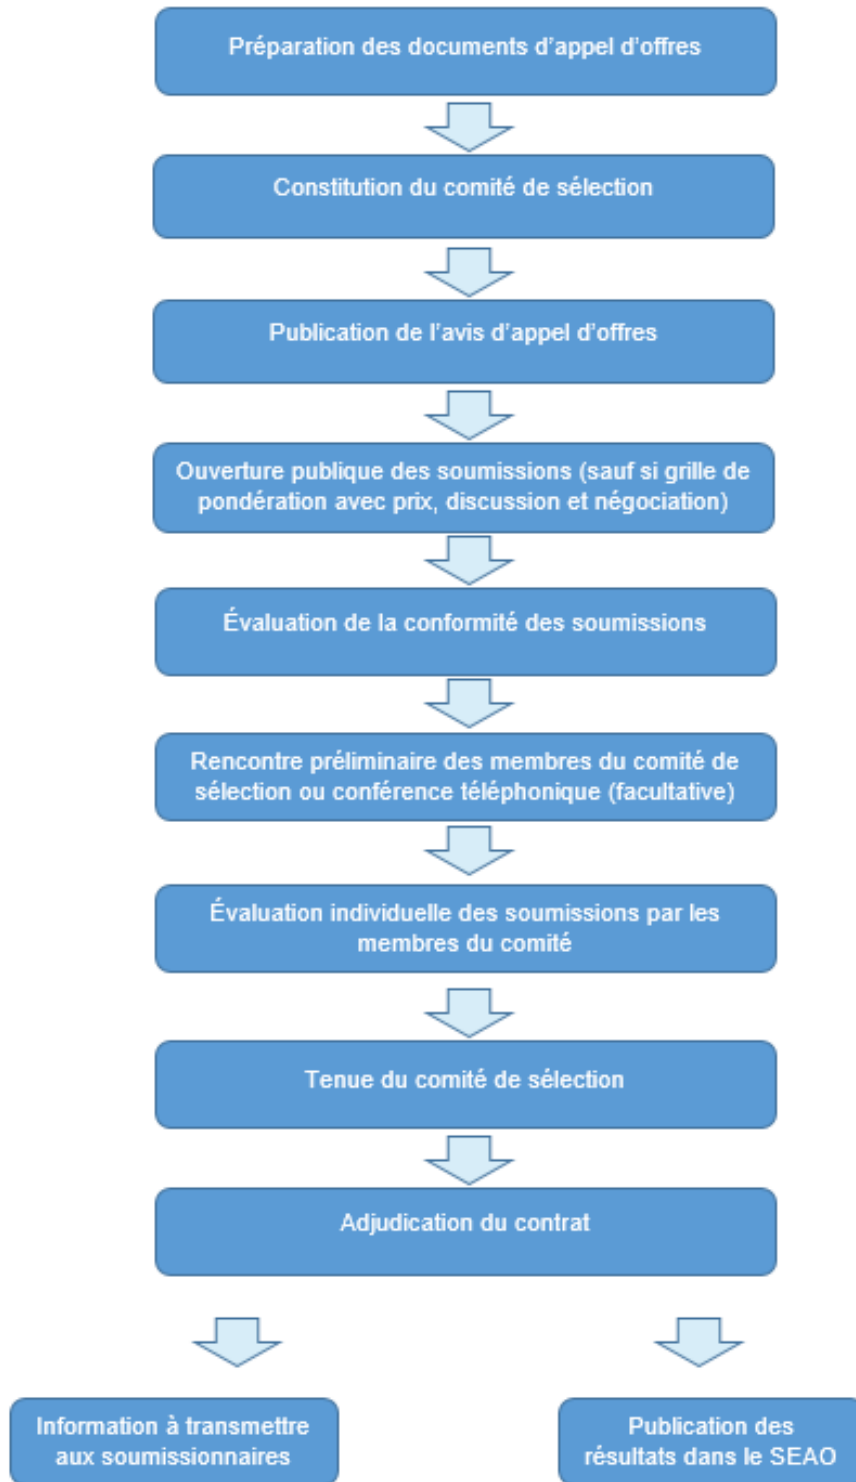 Préparation des documents d'appel d'offres
Constitution du comité de sélection
Publication de l'avis d'appel d'offres
Ouverture publique des soumissions (sauf si grille de
pondération avec prix, discussion et négociation)
Évaluation de la conformité des soumissions
Rencontre préliminaire des membres du comité de
sélection ou conférence téléphonique (facultative)
Évaluation individuelle des soumissions par les
membres du comité
Tenue du comité de sélection
Adjudication du contrat
Information à transmettre
aux soumissionnaires
Publication des
résultats dans le SEAO